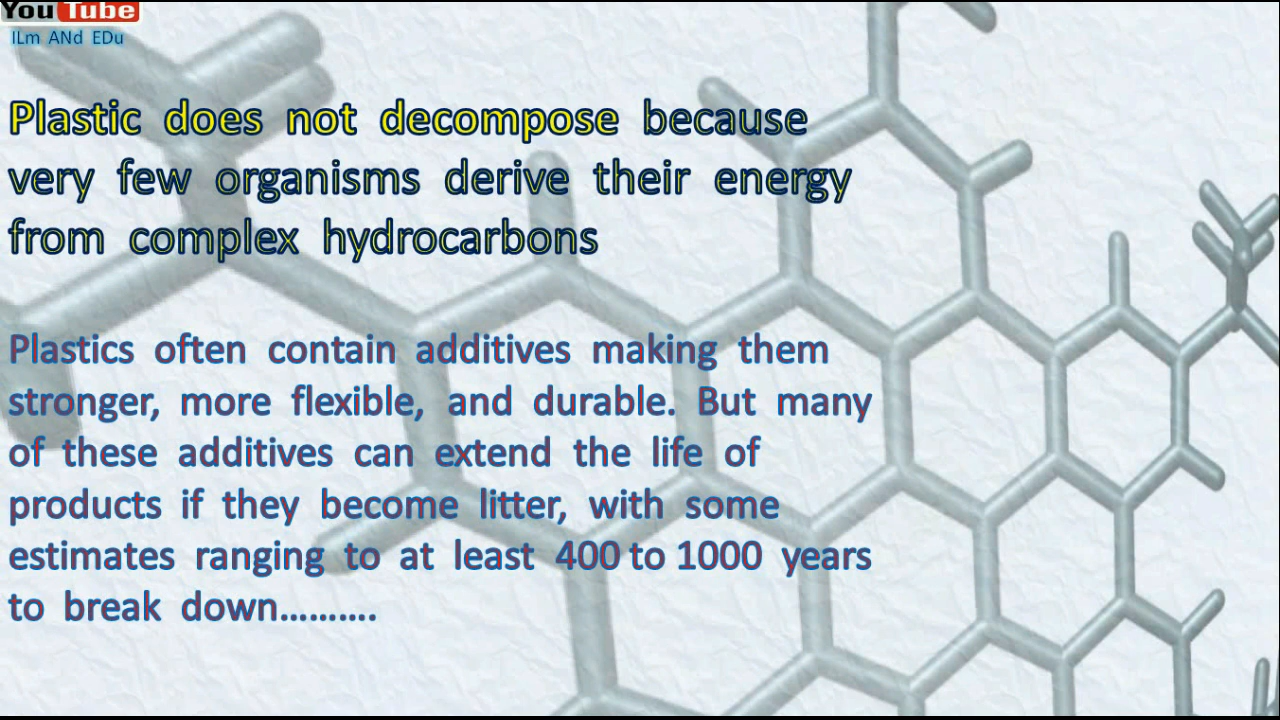 YouTube
ILm ANd EDu
Plastic does not decompose because
very few organisms derive their energy
from complex hydrocarbons
Plastics often contain additives making them
stronger, more flexible, and durable. But many
of these additives can extend the life of
products if they become litter, with some
estimates ranging to at least 400 to 1000 years
to break down..........